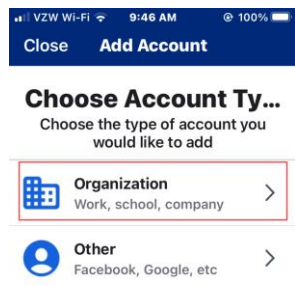 VZW Wi-Fi 9:46 AM 100%
Close Add Account
Choose Account Ty...
Choose the type of account you
would like to add
Organization
Work, school, company
Other
Facebook, Google, etc